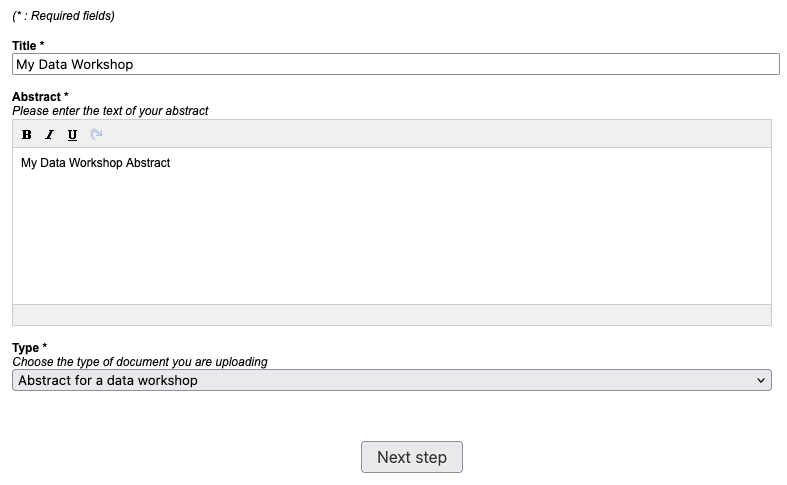 (* : Required fields)
Title *
My Data Workshop
Abstract *
Please enter the text of your abstract
B I U
My Data Workshop Abstract
Type *
Choose the type of document you are uploading
Abstract for a data workshop
Next step